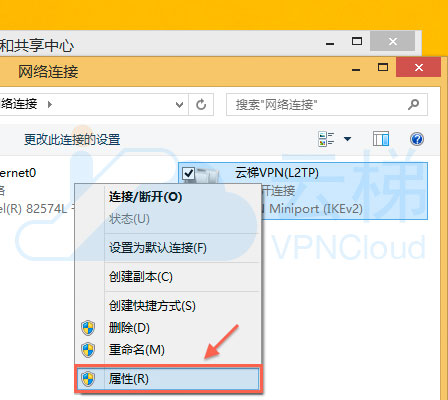 和共享中心
网络连接
络连接
搜索"网络连接"
更改此连接的设置
ernet0
云梯VPN(L2TP)
开连接
el(R) 82574L
N Miniport (IKEv2)
连接/断开(O)
状态(U)
设置为默认连接(F)
创建副本(C)
创建快捷方式(S)
删除(D)
重命名(M)
属性(R)
云梯
VPNCloud